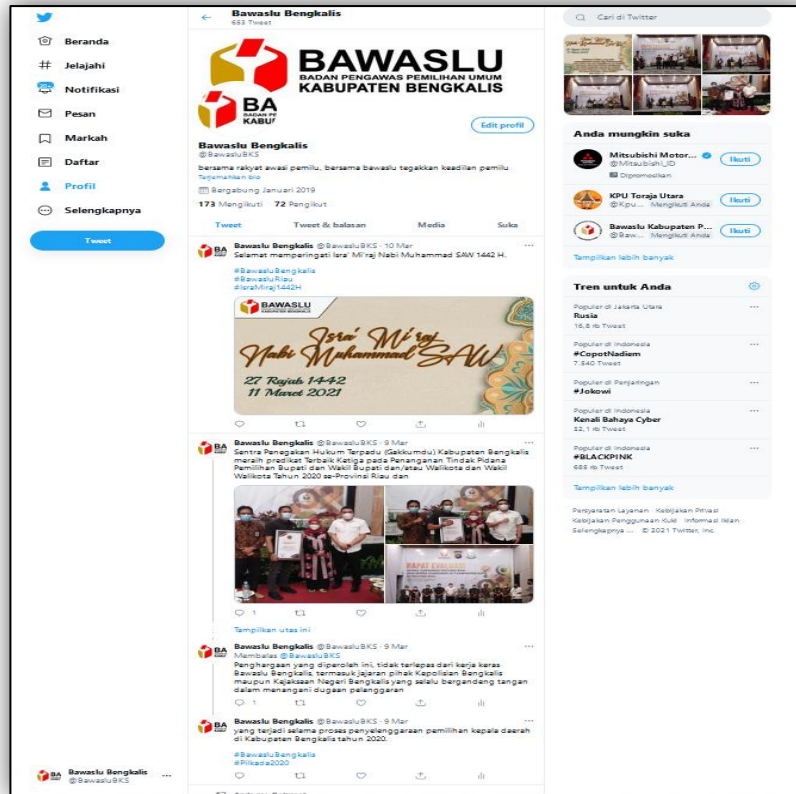 Beranda
Jelajahi
Notifikasi
Pesan
Markah
Daftar
Profil
Selengkapnya
Tweet
Bawaslu Bengkalis
@BawasluBKS
Bawaslu Bengkalis
653 Tweet
BAWASLU
BADAN PENGAWAS PEMILIHAN UMUM
KABUPATEN BENGKALIS
BA
BADAN PE
KABU
Edit profil
Bawaslu Bengkalis
@BawasluBKS
bersama rakyat awasi pemilu, bersama bawaslu tegakkan keadilan pemilu
Terjemahkan bio
Bergabung Januari 2019
173 Mengikuti 72 Pengikut
Tweet Tweet & balasan Media Suka
Bawaslu Bengkalis @BawasluBKS · 10 Mar
Selamat memperingati Isra' Mi'raj Nabi Muhammad SAW 1442 H.
#BawasluBengkalis
#BawasluRiau
#IsraMiraj1442H
BAWASLU
Isra' Mi'raj
Nabi Muhammad SAW
27 Rajab 1442
11 Maret 2021
Bawaslu Bengkalis @BawasluBKS · 9 Mar
Sentra Penegakan Hukum Terpadu (Gakkumdu) Kabupaten Bengkalis
meraih predikat Terbaik Ketiga pada Penanganan Tindak Pidana
Pemilihan Bupati dan Wakil Bupati dan/atau Walikota dan Wakil
Walikota Tahun 2020 se-Provinsi Riau dan
RAPAT EVALUASI
1
Tampilkan utas ini
Bawaslu Bengkalis @BawasluBKS · 9 Mar
Membalas @BawasluBKS
Penghargaan yang diperoleh ini, tidak terlepas dari kerja keras
Bawaslu Bengkalis, termasuk jajaran pihak Kepolisian Bengkalis
maupun Kejaksaan Negeri Bengkalis yang selalu bergandeng tangan
dalam menangani dugaan pelanggaran
1
Bawaslu Bengkalis @BawasluBKS · 9 Mar
yang terjadi selama proses penyelenggaraan pemilihan kepala daerah
di Kabupaten Bengkalis tahun 2020.
#BawasluBengkalis
#Pilkada2020
Cari di Twitter
Anda mungkin suka
Mitsubishi Motor...
@Mitsubishi_ID
Dipromosikan
Ikuti
KPU Toraja Utara
@Kpu... Mengikuti Anda
Ikuti
Bawaslu Kabupaten P...
@Baw... Mengikuti Anda
Ikuti
Tampilkan lebih banyak
Tren untuk Anda
Populer di Jakarta Utara
Rusia
16,8 rb Tweet
Populer di Indonesia
#CopotNadiem
7.540 Tweet
Populer di Penjaringan
#Jokowi
Populer di Indonesia
Kenali Bahaya Cyber
32,1 rb Tweet
Populer di Indonesia
#BLACKPINK
688 rb Tweet
Tampilkan lebih banyak
Persyaratan Layanan Kebijakan Privasi
Kebijakan Penggunaan Kuki Informasi Iklan
Selengkapnya ... © 2021 Twitter, Inc.